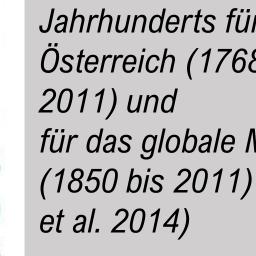 Jahrhunderts für
Österreich (1768
2011) und
für das globale M
(1850 bis 2011)
et al. 2014)